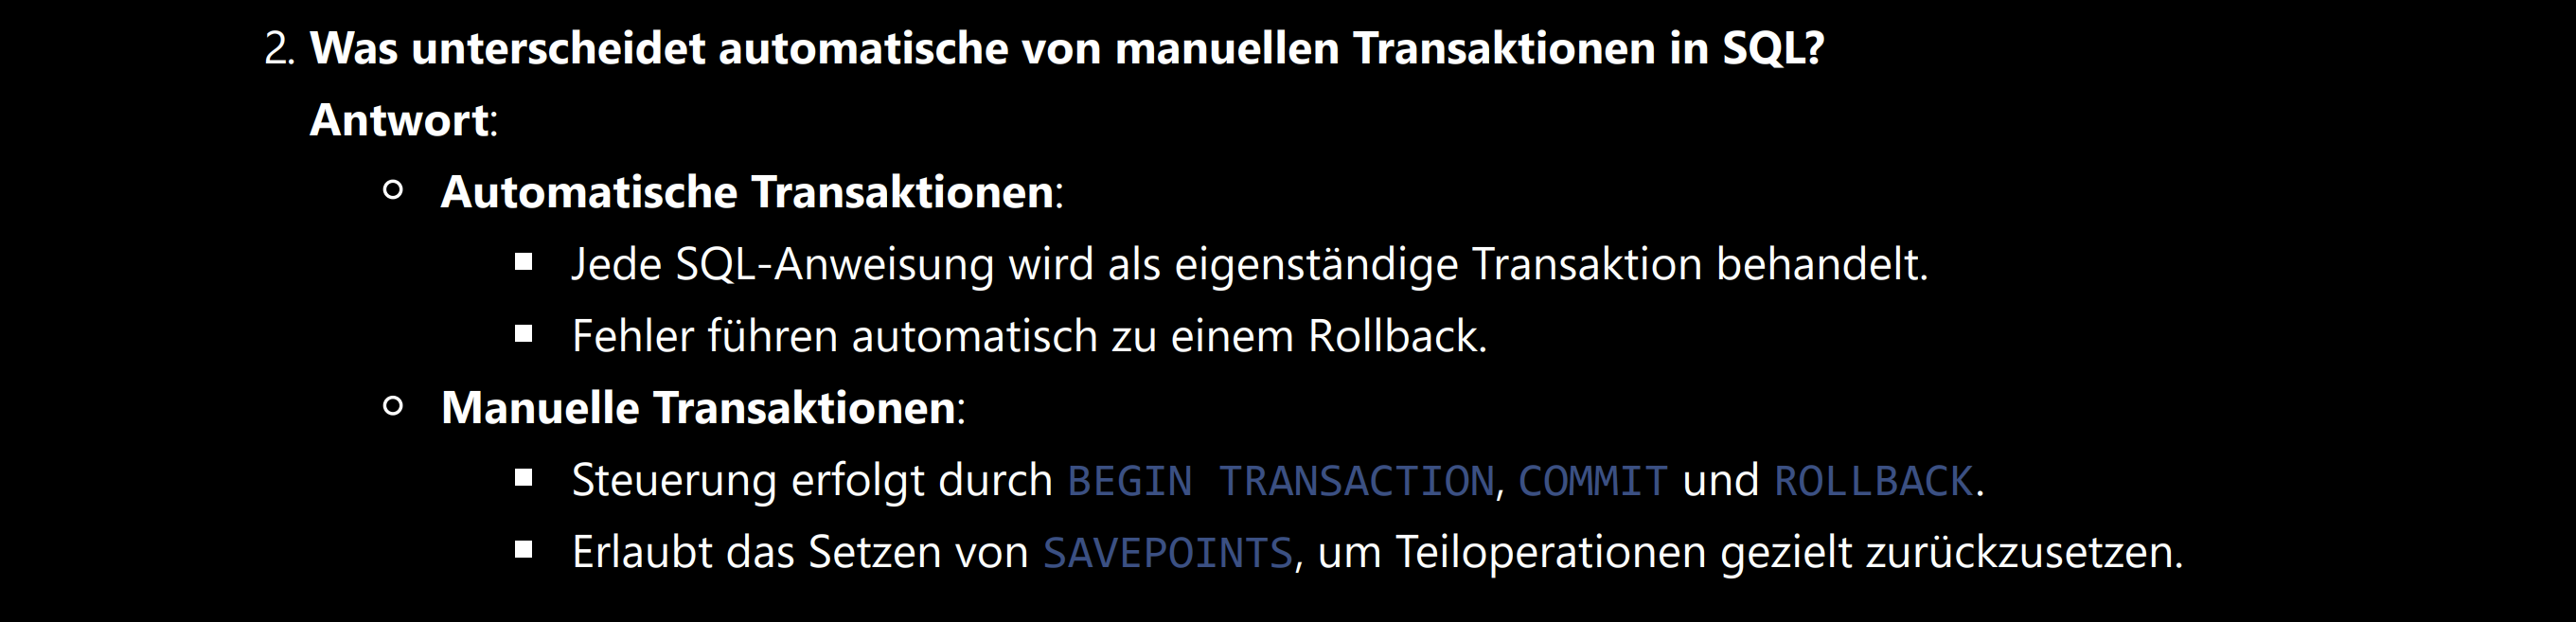 2. Was unterscheidet automatische von manuellen Transaktionen in SQL?
Antwort:
Automatische Transaktionen:
Jede SQL-Anweisung wird als eigenständige Transaktion behandelt.
Fehler führen automatisch zu einem Rollback.
Manuelle Transaktionen:
Steuerung erfolgt durch BEGIN TRANSACTION, COMMIT und ROLLBACK.
Erlaubt das Setzen von SAVEPOINTS, um Teiloperationen gezielt zurückzusetzen.